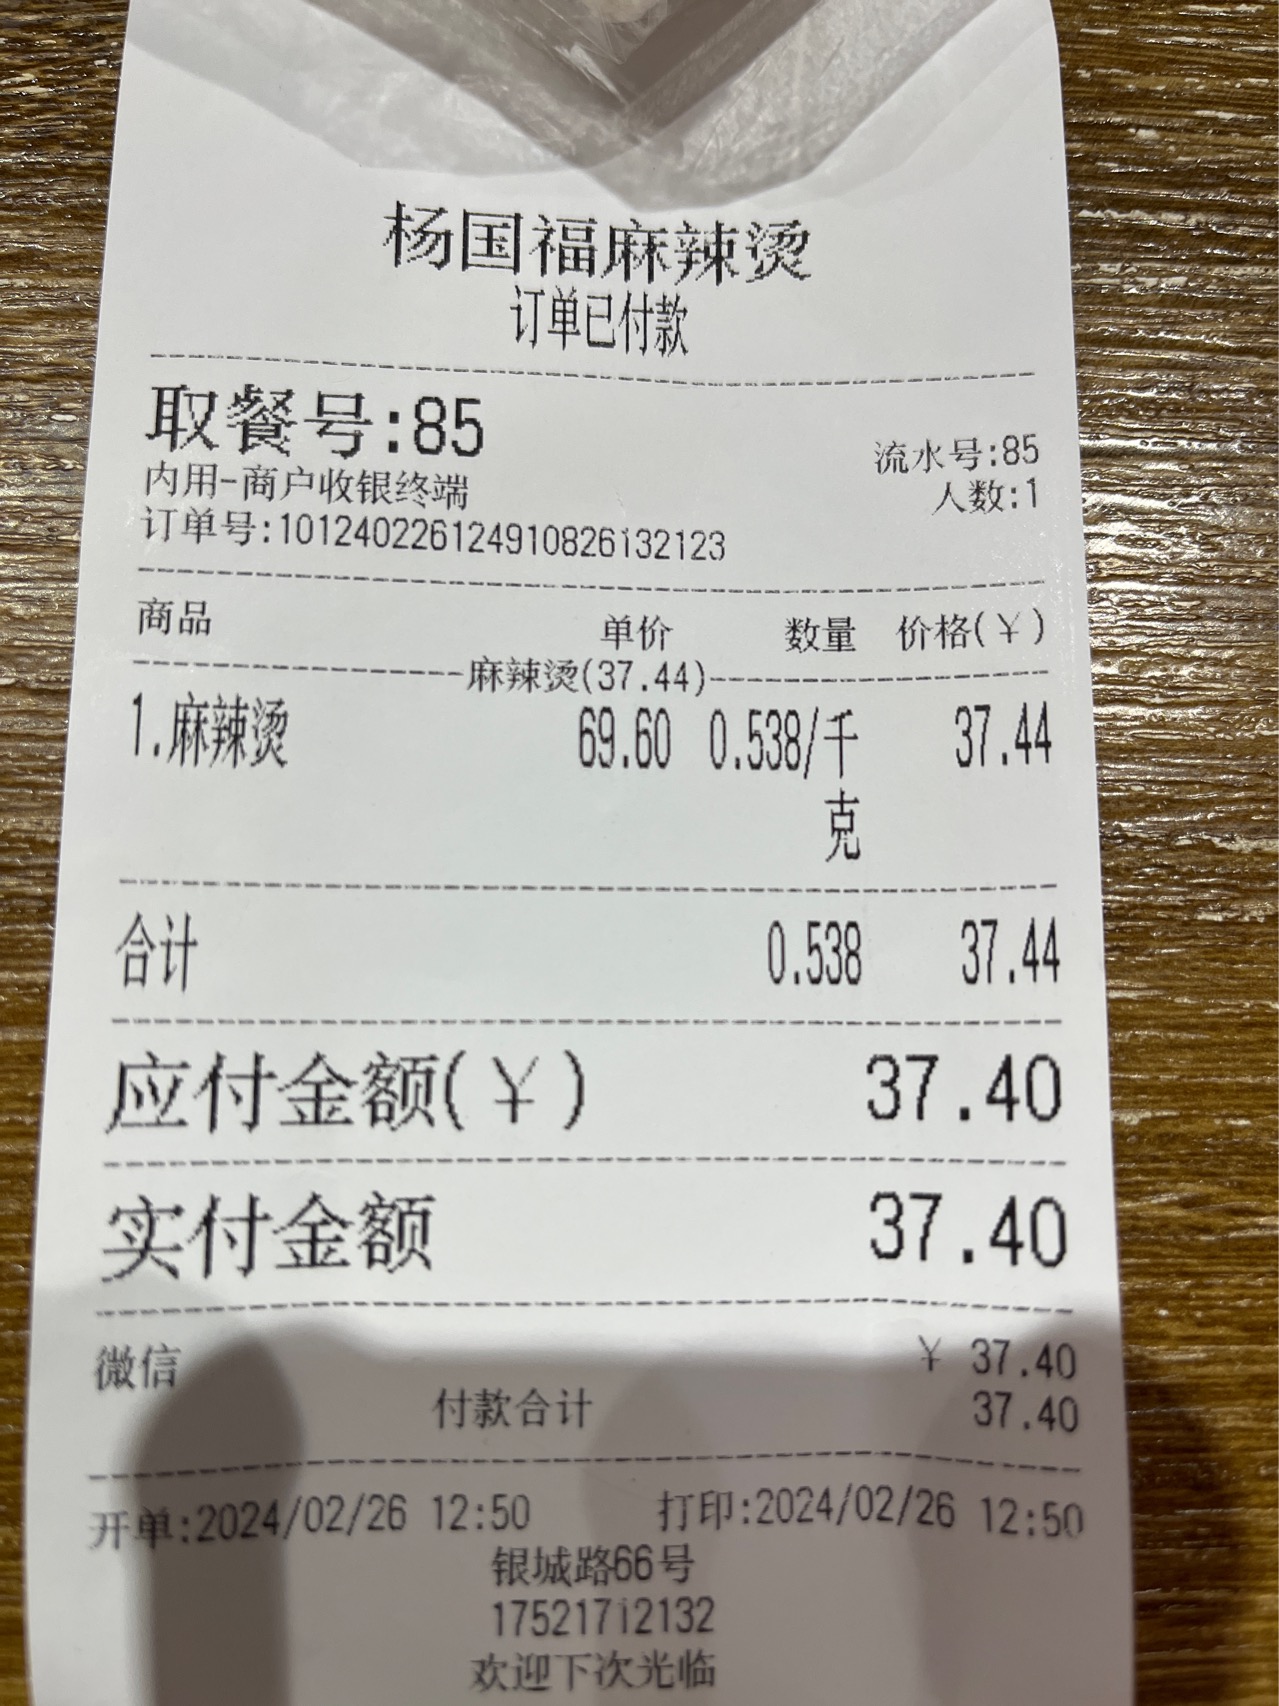 杨国福麻辣烫
订单已付款
取餐号:85
流水号:85
内用-商户收银终端
人数:1
订单号:101240226124910826132123
商品 单价 数量 价格(￥)
麻辣烫(37.44)
1.麻辣烫 69.60 0.538/千克 37.44
合计 0.538 37.44
应付金额(￥) 37.40
实付金额 37.40
微信 ￥ 37.40
付款合计 37.40
开单:2024/02/26 12:50 打印:2024/02/26 12:50
银城路66号
17521712132
欢迎下次光临